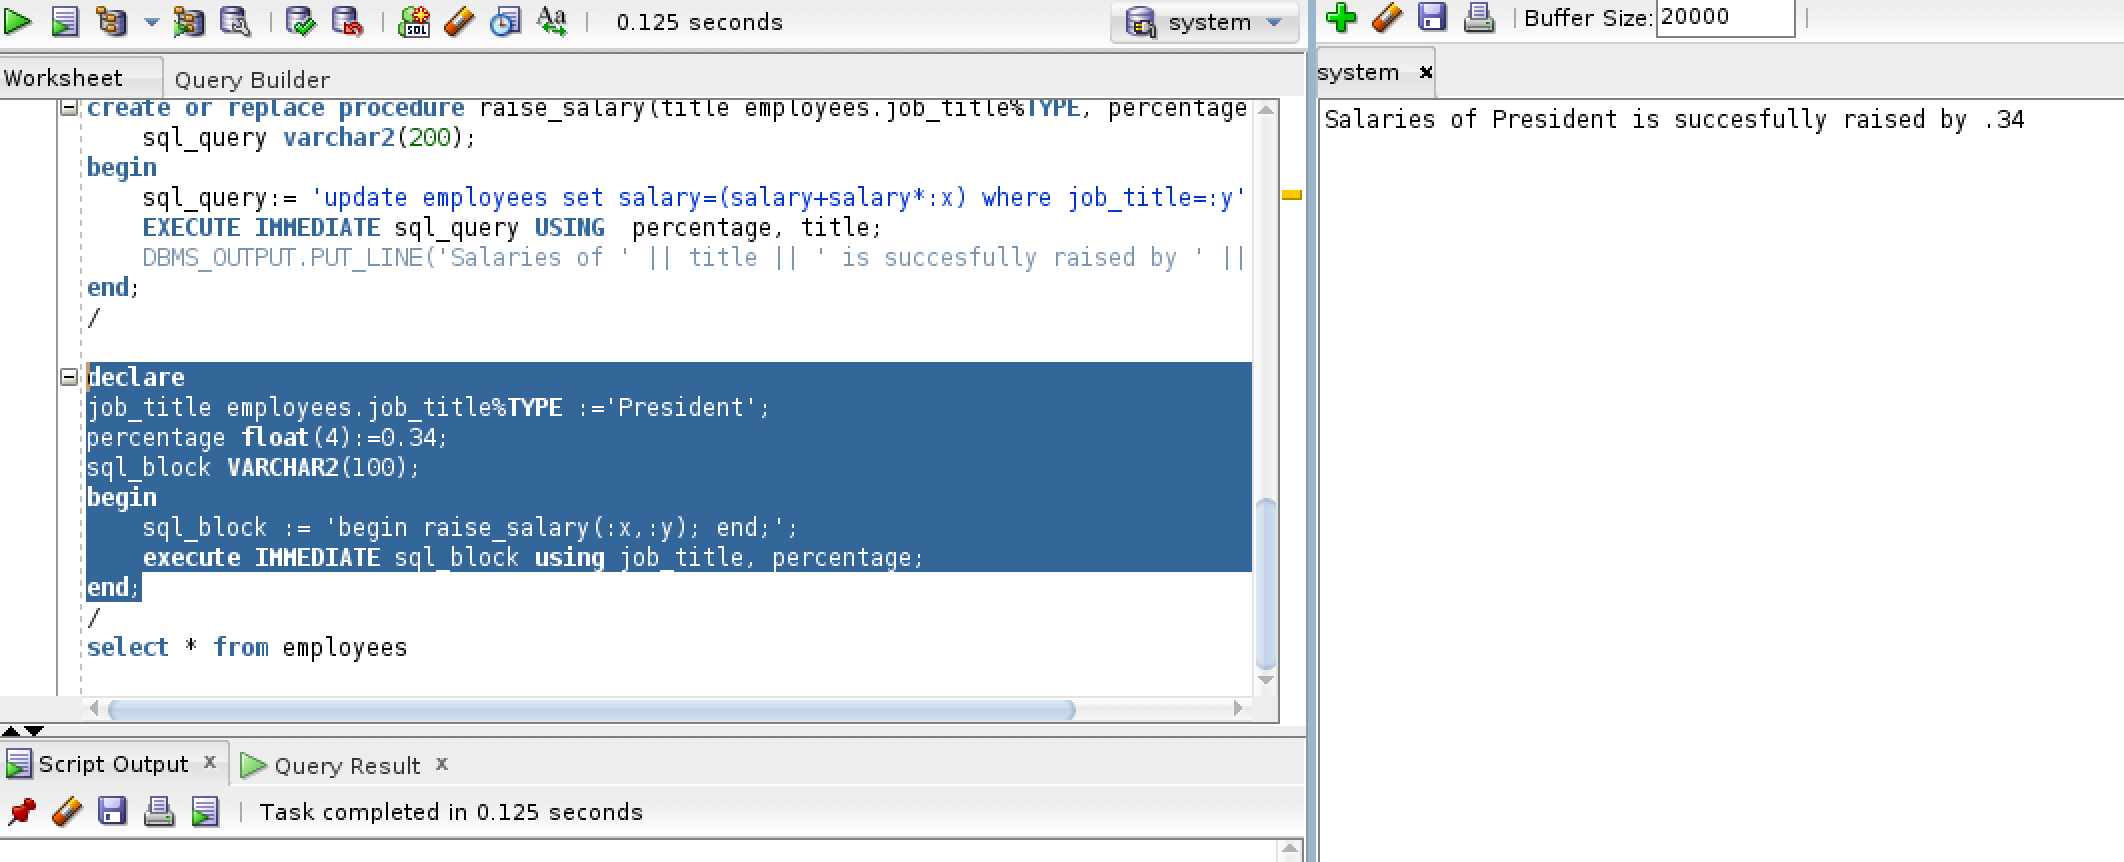 0.125 seconds
system
Worksheet
Query Builder
create or replace procedure raise_salary(title employees.job_title%TYPE, percentage
    sql_query varchar2(200);
begin
    sql_query:= 'update employees set salary=(salary+salary*:x) where job_title=:y'
    EXECUTE IMMEDIATE sql_query USING  percentage, title;
    DBMS_OUTPUT.PUT_LINE('Salaries of ' || title || ' is succesfully raised by ' ||
end;
/
declare
job_title employees.job_title%TYPE :='President';
percentage float(4):=0.34;
sql_block VARCHAR2(100);
begin
    sql_block := 'begin raise_salary(:x,:y); end;';
    execute IMMEDIATE sql_block using job_title, percentage;
end;
/
select * from employees
Script Output x
Query Result x
Task completed in 0.125 seconds
Buffer Size: 20000
system
Salaries of President is succesfully raised by .34